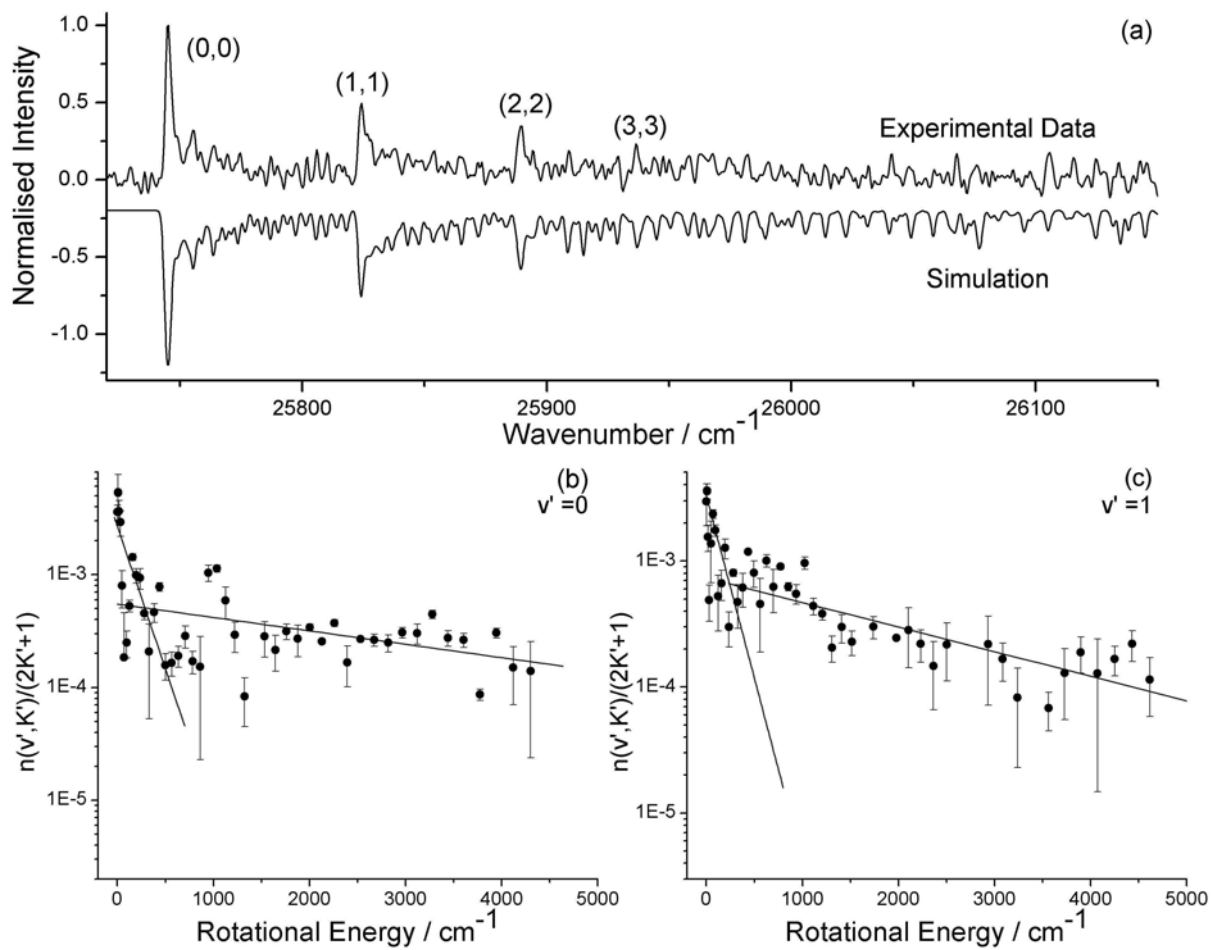 (a)
1.0
(0,0)
(1,1)
(2,2)
(3,3)
Experimental Data
0.5
0.0
-0.5
-1.0
Simulation
Normalised Intensity
25800
25900
26000
26100
Wavenumber / cm-1
(b)
v' =0
1E-3
1E-4
1E-5
n(v',K')/(2K'+1)
0 1000 2000 3000 4000 5000
Rotational Energy / cm-1
(c)
v' =1
1E-3
1E-4
1E-5
n(v',K')/(2K'+1)
0 1000 2000 3000 4000 5000
Rotational Energy / cm-1